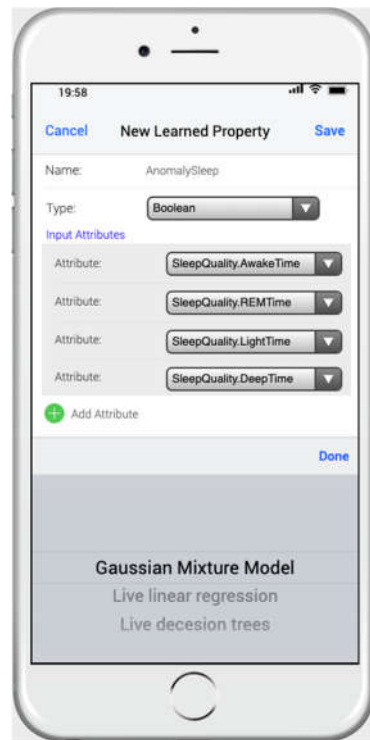 19:58
Cancel New Learned Property Save
Name: AnomalySleep
Type: Boolean
Input Attributes
Attribute: SleepQuality.AwakeTime
Attribute: SleepQuality.REMTime
Attribute: SleepQuality.LightTime
Attribute: SleepQuality.DeepTime
Add Attribute
Done
Gaussian Mixture Model
Live linear regression
Live decesion trees